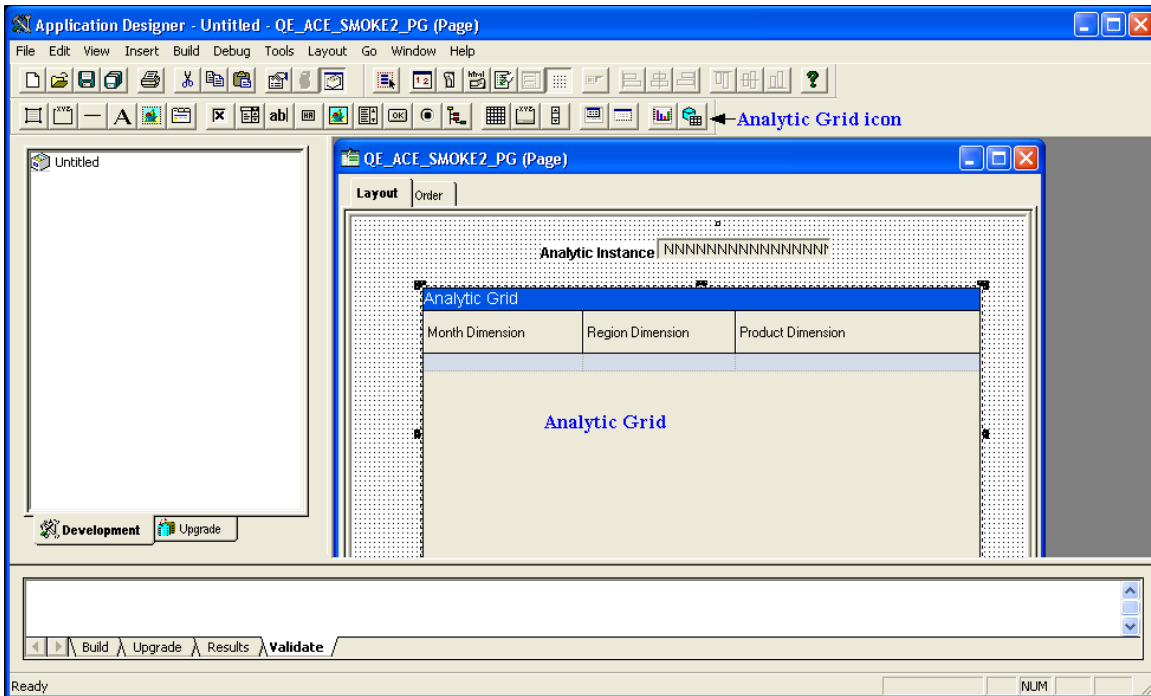 Application Designer - Untitled - QE_ACE_SMOKE2_PG (Page)
File Edit View Insert Build Debug Tools Layout Go Window Help
Analytic Grid icon
Untitled
QE_ACE_SMOKE2_PG (Page)
Layout Order
Analytic Instance NNNNNNNNNNNNNNNN
Analytic Grid
Month Dimension Region Dimension Product Dimension
Analytic Grid
Development Upgrade
Build Upgrade Results Validate
Ready NUM